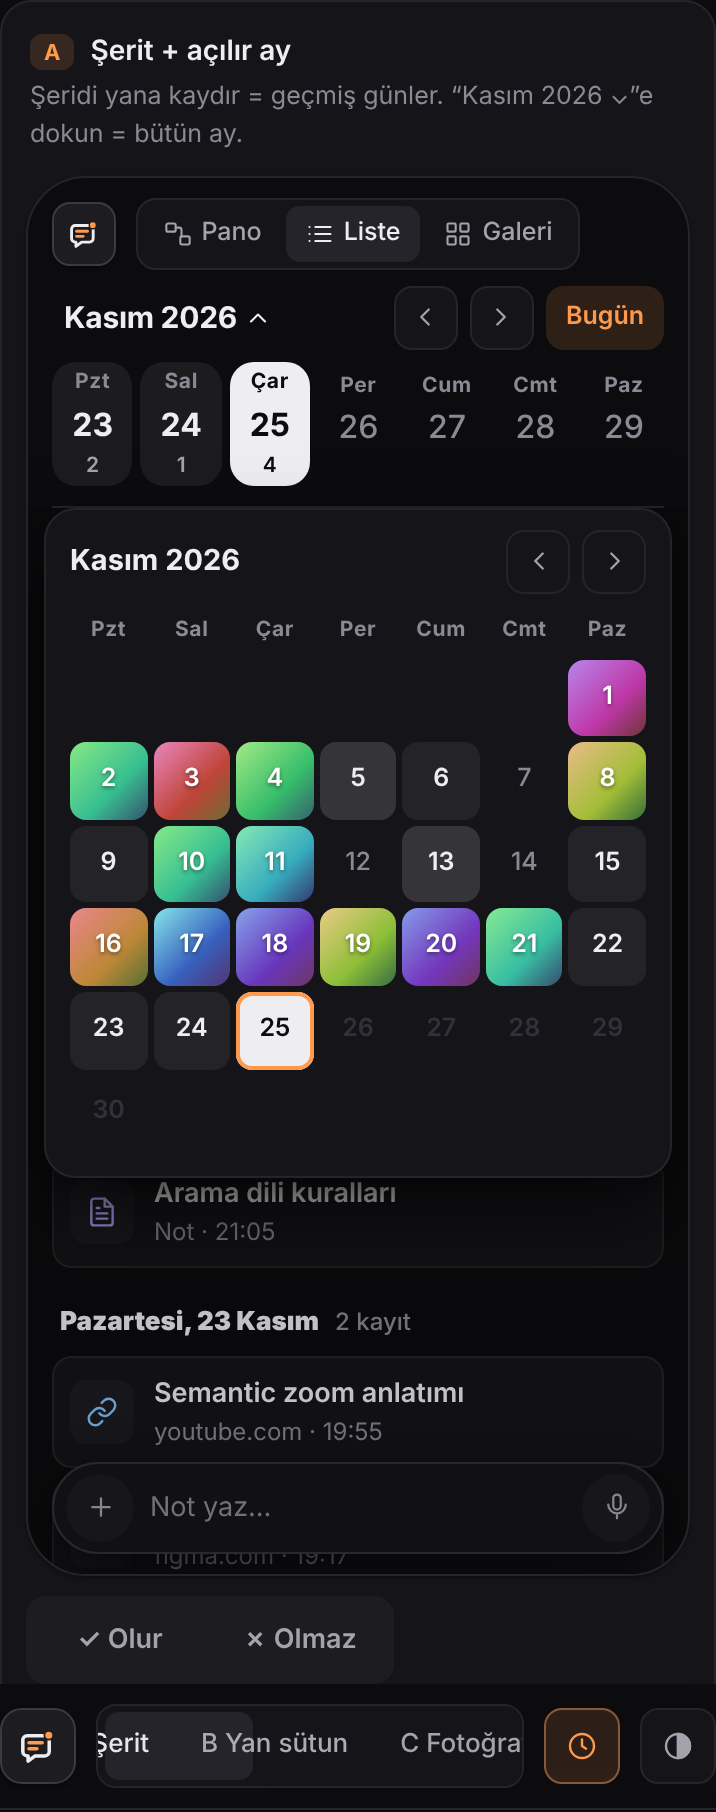 A Şerit + açılır ay
Şeridi yana kaydır = geçmiş günler. “Kasım 2026 ⌄”e
dokun = bütün ay.
Pano Liste Galeri
Kasım 2026 Bugün
Pzt Sal Çar Per Cum Cmt Paz
23 24 25 26 27 28 29
2 1 4
Kasım 2026
Pzt Sal Çar Per Cum Cmt Paz
1
2 3 4 5 6 7 8
9 10 11 12 13 14 15
16 17 18 19 20 21 22
23 24 25 26 27 28 29
30
Arama dili kuralları
Not · 21:05
Pazartesi, 23 Kasım 2 kayıt
Semantic zoom anlatımı
youtube.com · 19:55
Not yaz...
figma.com · 19:17
✓ Olur × Olmaz
Şerit B Yan sütun C Fotoğra